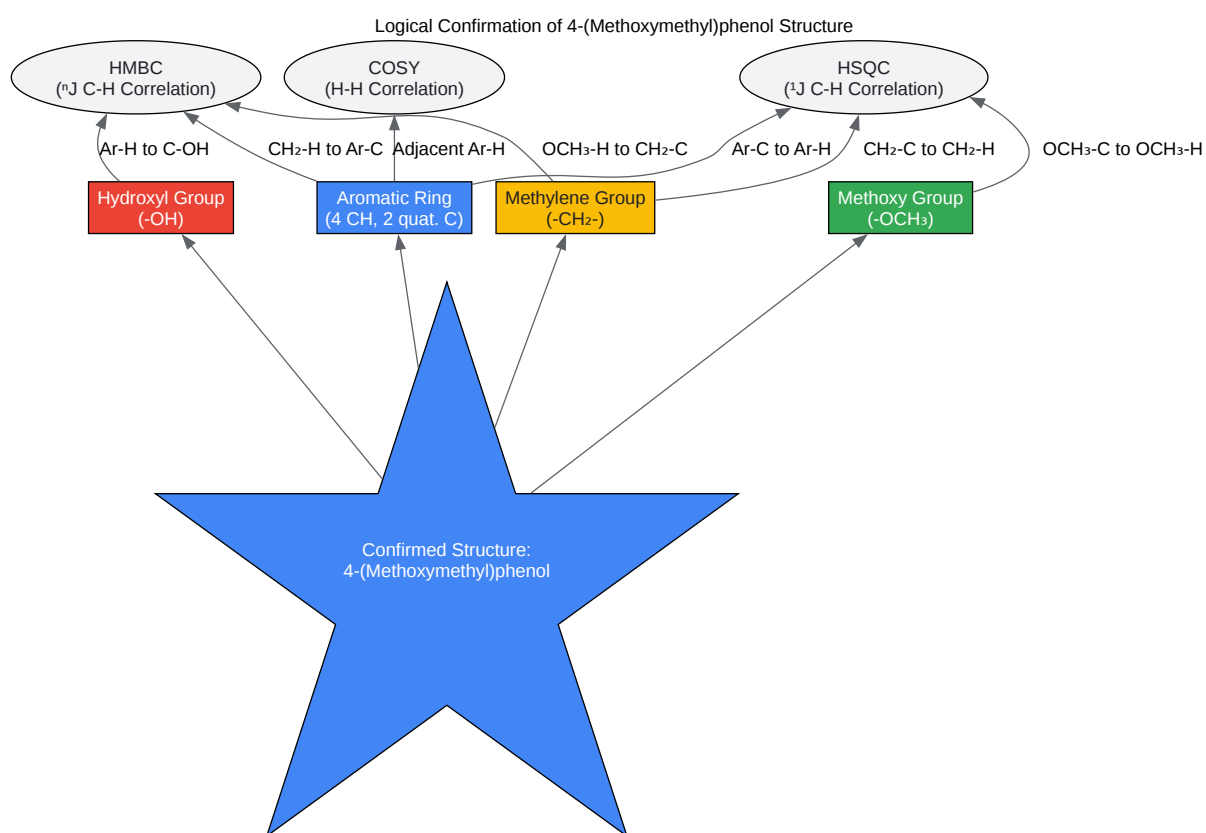 Logical Confirmation of 4-(Methoxymethyl)phenol Structure
HMBC
(ⁿJ C-H Correlation)
COSY
(H-H Correlation)
HSQC
(¹J C-H Correlation)
Ar-H to C-OH
CH₂-H to Ar-C
Adjacent Ar-H
OCH₃-H to CH₂-C
Ar-C to Ar-H
CH₂-C to CH₂-H
OCH₃-C to OCH₃-H
Hydroxyl Group
(-OH)
Aromatic Ring
(4 CH, 2 quat. C)
Methylene Group
(-CH₂-)
Methoxy Group
(-OCH₃)
Confirmed Structure:
4-(Methoxymethyl)phenol